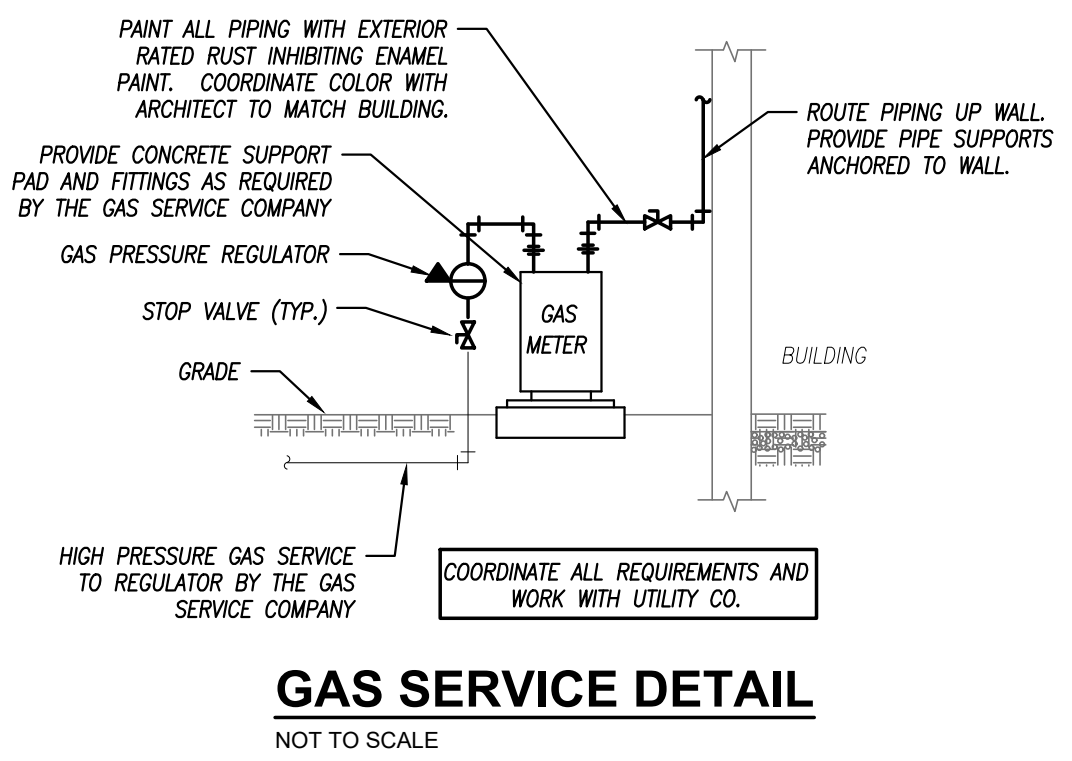 PAINT ALL PIPING WITH EXTERIOR
RATED RUST INHIBITING ENAMEL
PAINT. COORDINATE COLOR WITH
ARCHITECT TO MATCH BUILDING.
ROUTE PIPING UP WALL.
PROVIDE PIPE SUPPORTS
ANCHORED TO WALL.
PROVIDE CONCRETE SUPPORT
PAD AND FITTINGS AS REQUIRED
BY THE GAS SERVICE COMPANY
GAS PRESSURE REGULATOR
STOP VALVE (TYP.)
GAS
METER
BUILDING
GRADE
HIGH PRESSURE GAS SERVICE
TO REGULATOR BY THE GAS
SERVICE COMPANY
COORDINATE ALL REQUIREMENTS AND
WORK WITH UTILITY CO.
GAS SERVICE DETAIL
NOT TO SCALE